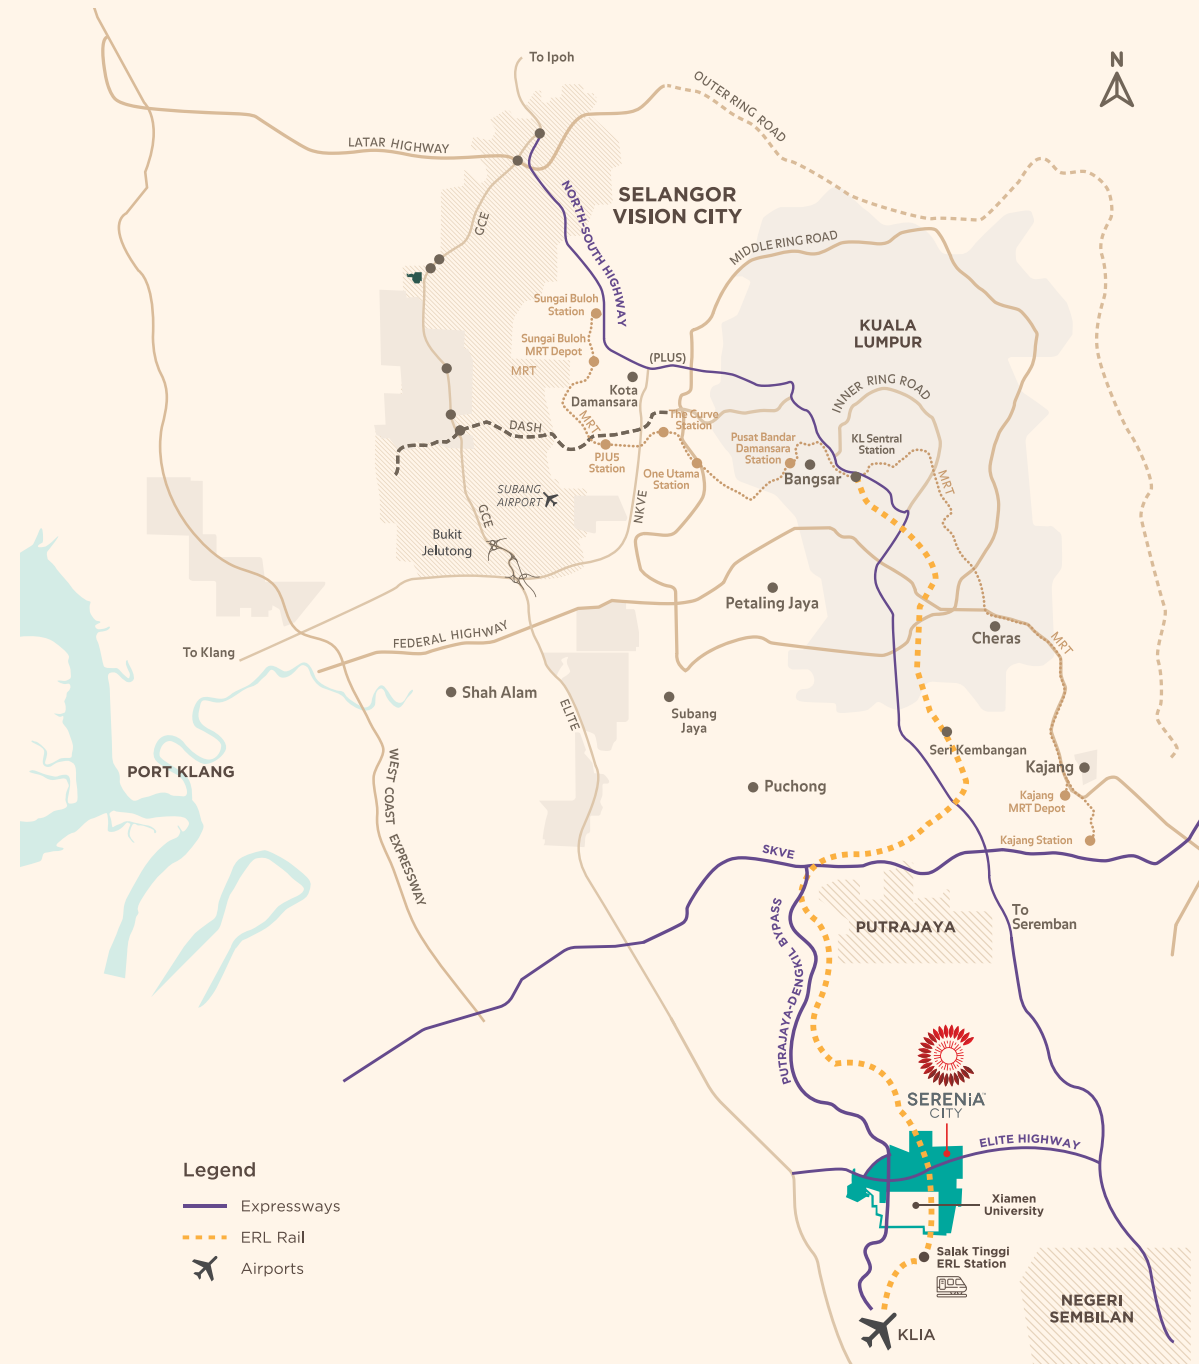 To Ipoh
N
OUTER RING ROAD
LATAR HIGHWAY
SELANGOR
VISION CITY
NORTH-SOUTH HIGHWAY
GCE
MIDDLE RING ROAD
Sungai Buloh
Station
KUALA
LUMPUR
Sungai Buloh
MRT Depot
(PLUS)
MRT
Kota
Damansara
INNER RING ROAD
MRT
DASH
The Curve
Station
Pusat Bandar
Damansara
Station
KL Sentral
Station
PJU5
Station
One Utama
Station
Bangsar
MRT
SUBANG
AIRPORT
NKVE
GCE
Bukit
Jelutong
Petaling Jaya
FEDERAL HIGHWAY
Cheras
MRT
To Klang
Shah Alam
ELITE
Subang
Jaya
Seri Kembangan
PORT KLANG
Kajang
Puchong
Kajang
MRT Depot
WEST COAST EXPRESSWAY
Kajang Station
SKVE
PUTRAJAYA
To
Seremban
PUTRAJAYA-DENGKIL BYPASS
SERENiA™
CITY
ELITE HIGHWAY
Legend
Expressways
ERL Rail
Airports
Xiamen
University
Salak Tinggi
ERL Station
NEGERI
SEMBILAN
KLIA